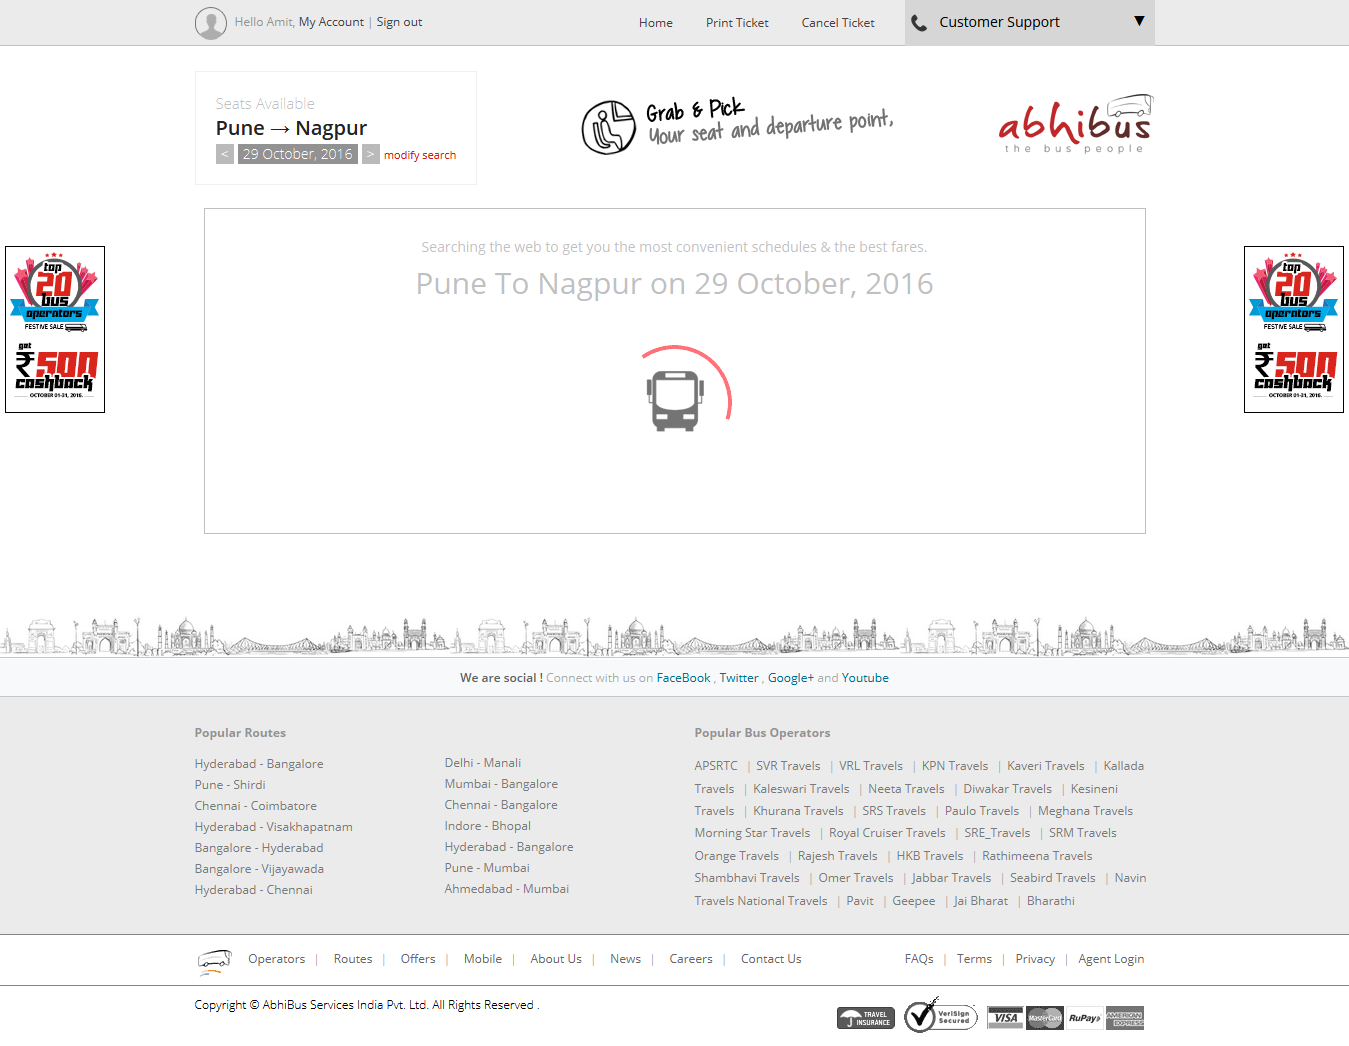 Hello Amit, My Account | Sign out
Home
Print Ticket
Cancel Ticket
Customer Support
Seats Available
Pune → Nagpur
< 29 October, 2016 > modify search
Grab & Pick
Your seat and departure point,
abhibus
the bus people
Searching the web to get you the most convenient schedules & the best fares.
Pune To Nagpur on 29 October, 2016
top
20
bus
operators
FESTIVE SALE
get
₹500
cashback
OCTOBER 01-31, 2016.
top
20
bus
operators
FESTIVE SALE
get
₹500
cashback
OCTOBER 01-31, 2016.
We are social ! Connect with us on FaceBook , Twitter , Google+ and Youtube
Popular Routes
Hyderabad - Bangalore
Pune - Shirdi
Chennai - Coimbatore
Hyderabad - Visakhapatnam
Bangalore - Hyderabad
Bangalore - Vijayawada
Hyderabad - Chennai
Delhi - Manali
Mumbai - Bangalore
Chennai - Bangalore
Indore - Bhopal
Hyderabad - Bangalore
Pune - Mumbai
Ahmedabad - Mumbai
Popular Bus Operators
APSRTC | SVR Travels | VRL Travels | KPN Travels | Kaveri Travels | Kallada
Travels | Kaleswari Travels | Neeta Travels | Diwakar Travels | Kesineni
Travels | Khurana Travels | SRS Travels | Paulo Travels | Meghana Travels
Morning Star Travels | Royal Cruiser Travels | SRE_Travels | SRM Travels
Orange Travels | Rajesh Travels | HKB Travels | Rathimeena Travels
Shambhavi Travels | Omer Travels | Jabbar Travels | Seabird Travels | Navin
Travels National Travels | Pavit | Geepee | Jai Bharat | Bharathi
Operators | Routes | Offers | Mobile | About Us | News | Careers | Contact Us
FAQs | Terms | Privacy | Agent Login
Copyright © AbhiBus Services India Pvt. Ltd. All Rights Reserved .
TRAVEL
INSURANCE
VeriSign
Secured
VISA
MasterCard
RuPay
AMERICAN
EXPRESS